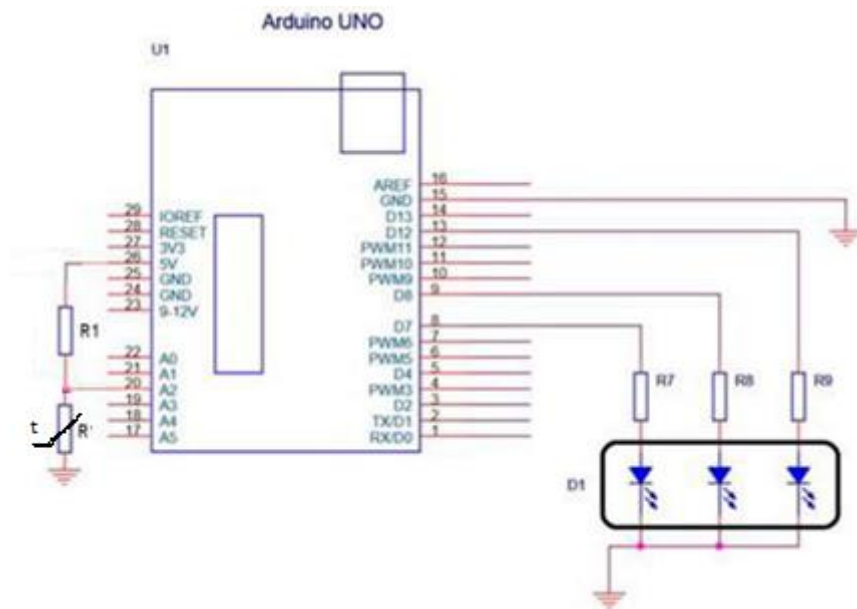 Arduino UNO
U1
16 AREF
15 GND
14 D13
13 D12
12 PWM11
11 PWM10
10 PWM9
9 D8
8 D7
7 PWM6
6 PWM5
5 D4
4 PWM3
3 D2
2 TX/D1
1 RX/D0
29 IOREF
28 RESET
27 3V3
26 5V
25 GND
24 GND
23 9-12V
22 A0
21 A1
20 A2
19 A3
18 A4
17 A5
R1
t
R7
R8
R9
D1